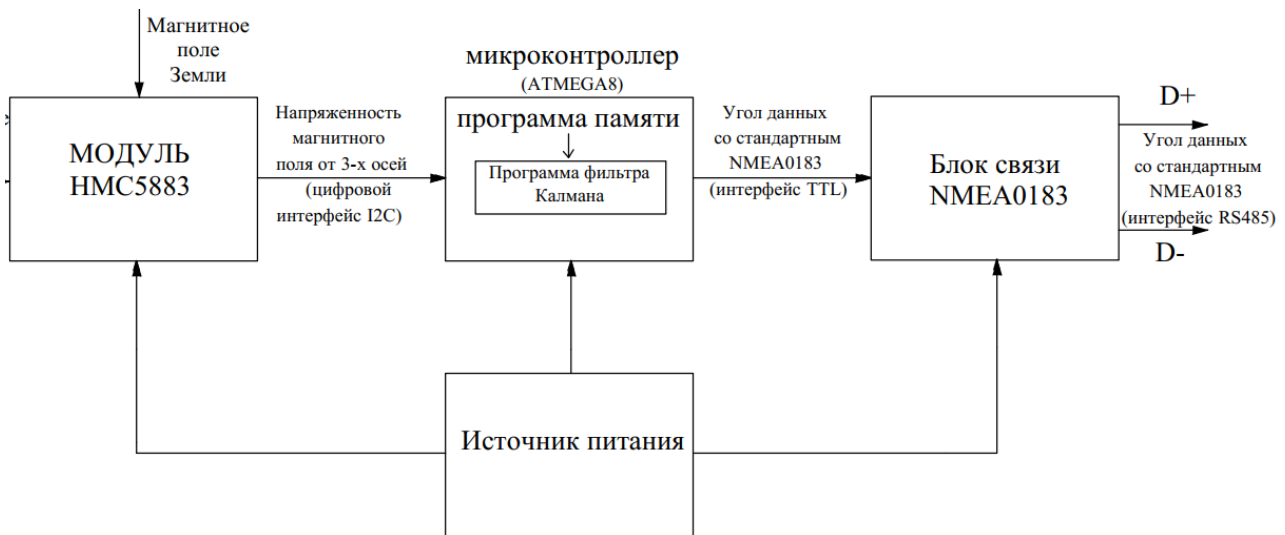 Магнитное
поле
Земли
МОДУЛЬ
HMC5883
Напряженность
магнитного
поля от 3-х осей
(цифровой
интерфейс I2C)
микроконтроллер
(ATMEGA8)
программа памяти
Программа фильтра
Калмана
Угол данных
со стандартным
NMEA0183
(интерфейс TTL)
Блок связи
NMEA0183
D+
Угол данных
со стандартным
NMEA0183
(интерфейс RS485)
D-
Источник питания